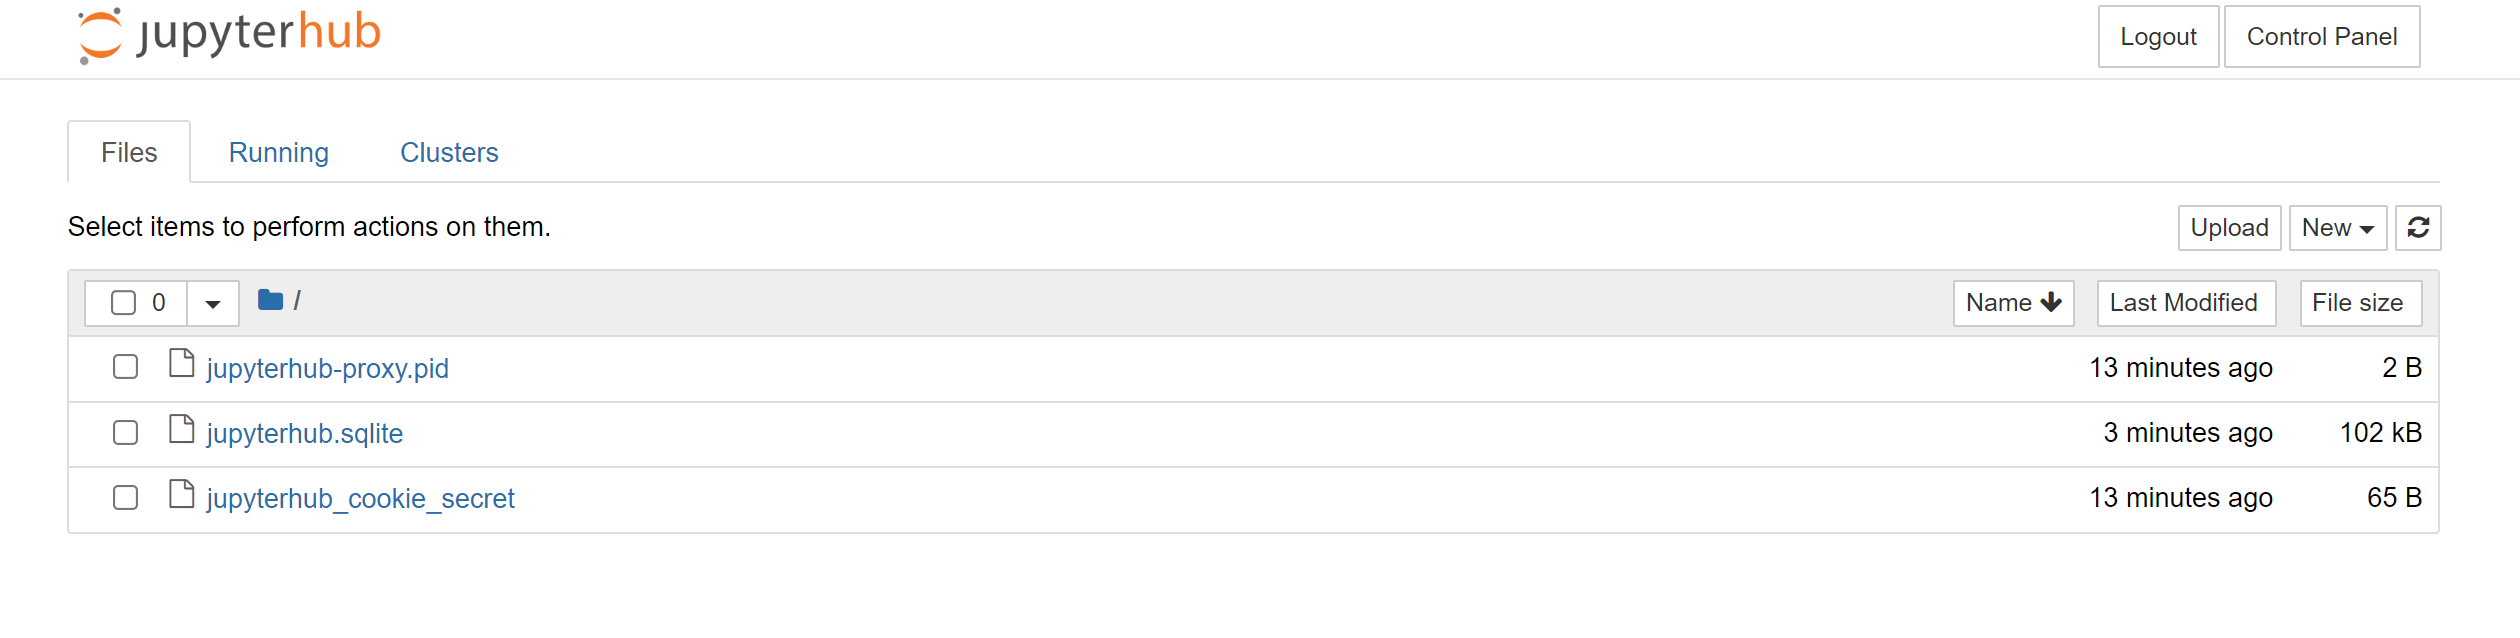 jupyterhub Logout Control Panel
Files Running Clusters
Select items to perform actions on them. Upload New
0 / Name Last Modified File size
jupyterhub-proxy.pid 13 minutes ago 2 B
jupyterhub.sqlite 3 minutes ago 102 kB
jupyterhub_cookie_secret 13 minutes ago 65 B